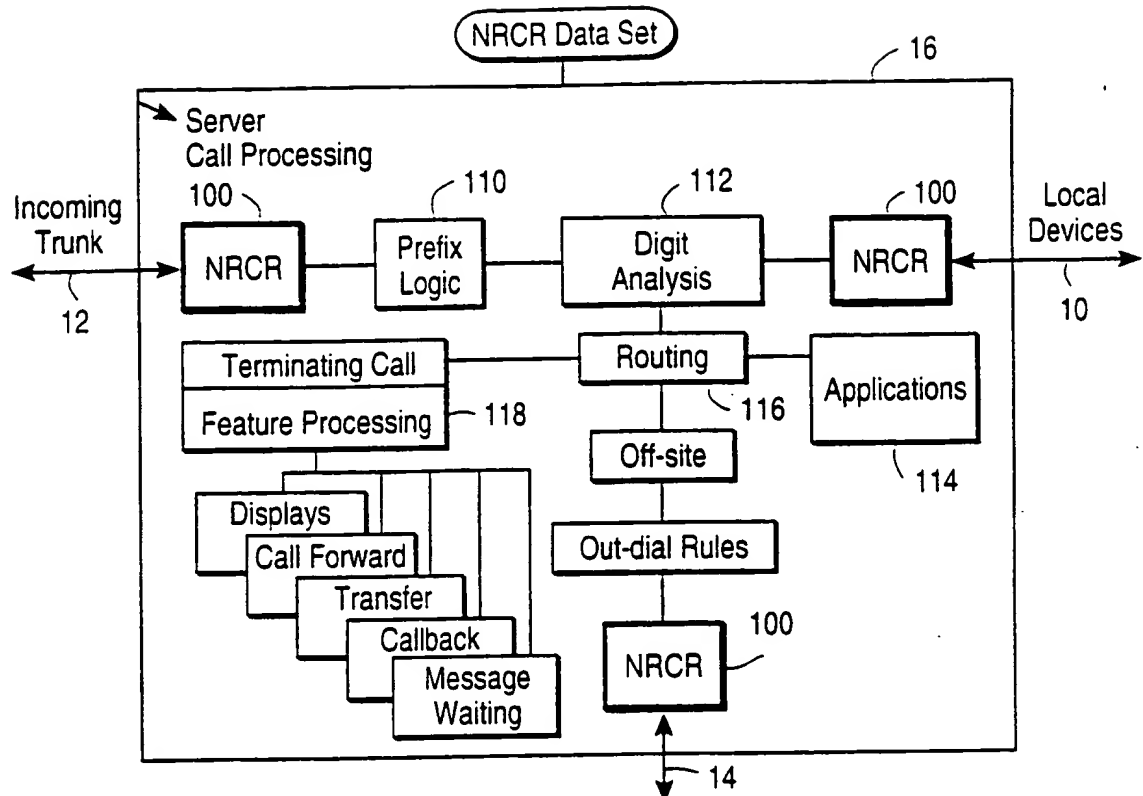 NRCR Data Set
16
Server
Call Processing
100
110
112
100
Incoming
Trunk
Local
Devices
NRCR
Prefix
Logic
Digit
Analysis
NRCR
12
10
Terminating Call
Routing
Applications
Feature Processing
118
116
Off-site
114
Displays
Call Forward
Out-dial Rules
Transfer
Callback
100
NRCR
Message
Waiting
14